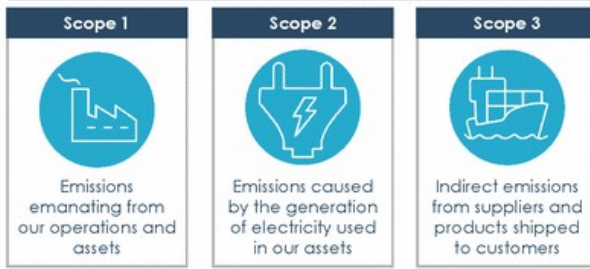 Scope 1
Emissions
emanating from
our operations and
assets
Scope 2
Emissions caused
by the generation
of electricity used
in our assets
Scope 3
Indirect emissions
from suppliers and
products shipped
to customers